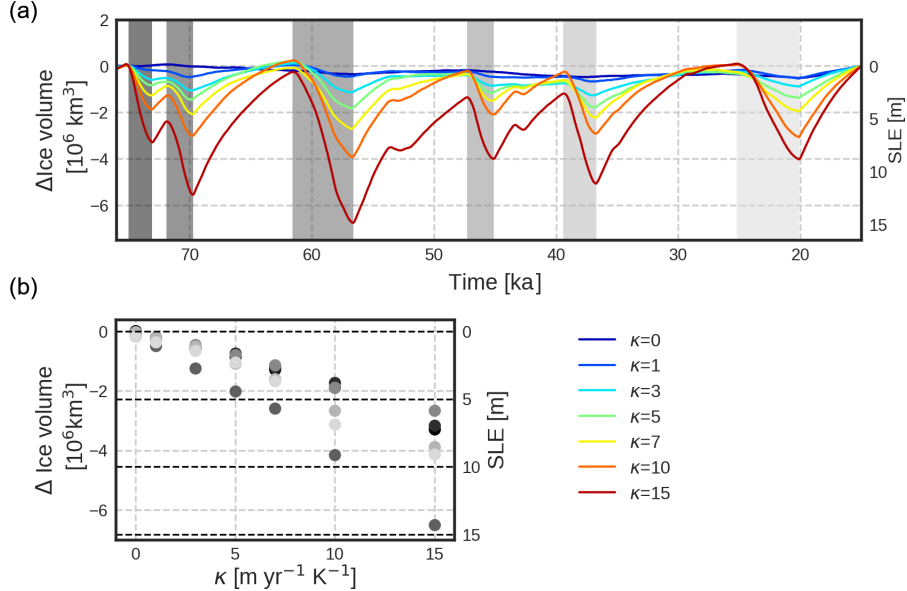 (a)
2
0
−2
−4
−6
ΔIce volume
[10⁶ km³]
0
5
10
15
SLE [m]
70
60
50
40
30
20
Time [ka]
(b)
0
−2
−4
−6
Δ Ice volume
[10⁶km³]
0
5
10
15
SLE [m]
0
5
10
15
κ [m yr⁻¹ K⁻¹]
κ=0
κ=1
κ=3
κ=5
κ=7
κ=10
κ=15